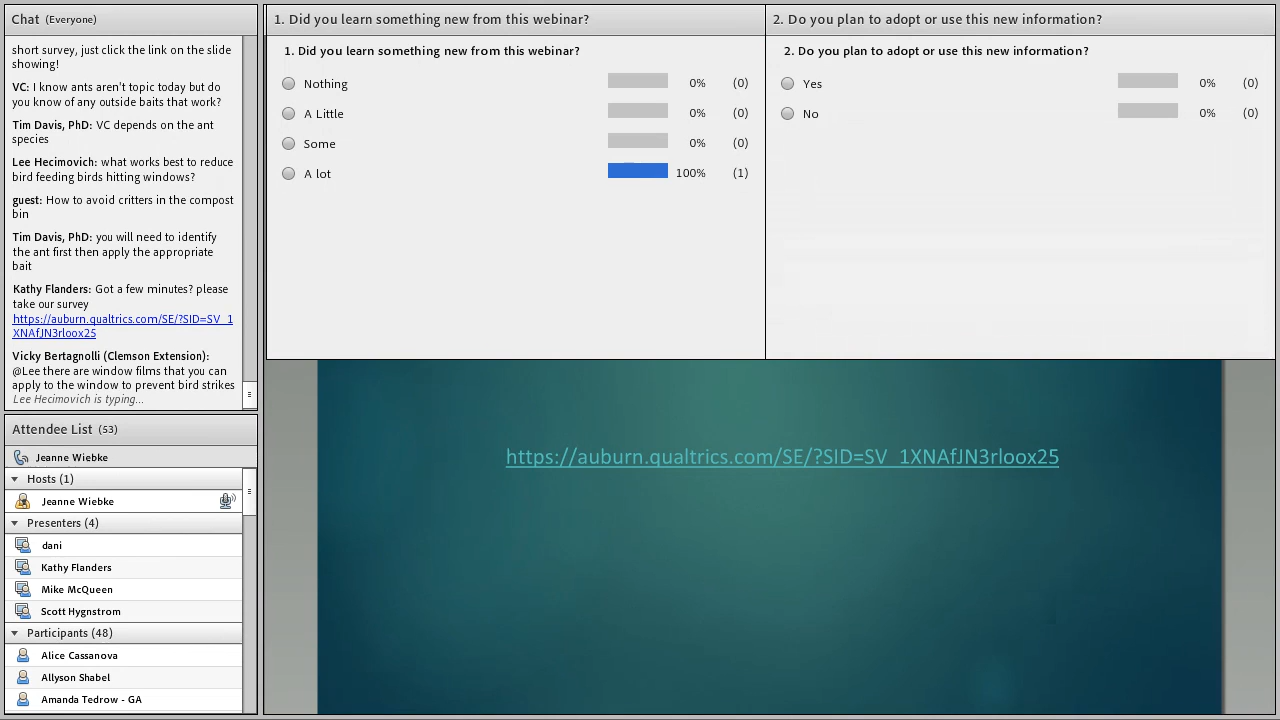 Chat (Everyone)
short survey, just click the link on the slide
showing!
VC: I know ants aren't topic today but do
you know of any outside baits that work?
Tim Davis, PhD: VC depends on the ant
species
Lee Hecimovich: what works best to reduce
bird feeding birds hitting windows?
guest: How to avoid critters in the compost
bin
Tim Davis, PhD: you will need to identify
the ant first then apply the appropriate
bait
Kathy Flanders: Got a few minutes? please
take our survey
https://auburn.qualtrics.com/SE/?SID=SV_1
XNAfJN3rloox25
Vicky Bertagnolli (Clemson Extension):
@Lee there are window films that you can
apply to the window to prevent bird strikes
Lee Hecimovich is typing...
Attendee List (53)
Jeanne Wiebke
Hosts (1)
Jeanne Wiebke
Presenters (4)
dani
Kathy Flanders
Mike McQueen
Scott Hygnstrom
Participants (48)
Alice Cassanova
Allyson Shabel
Amanda Tedrow - GA
1. Did you learn something new from this webinar?
1. Did you learn something new from this webinar?
Nothing 0% (0)
A Little 0% (0)
Some 0% (0)
A lot 100% (1)
2. Do you plan to adopt or use this new information?
2. Do you plan to adopt or use this new information?
Yes 0% (0)
No 0% (0)
https://auburn.qualtrics.com/SE/?SID=SV_1XNAfJN3rloox25